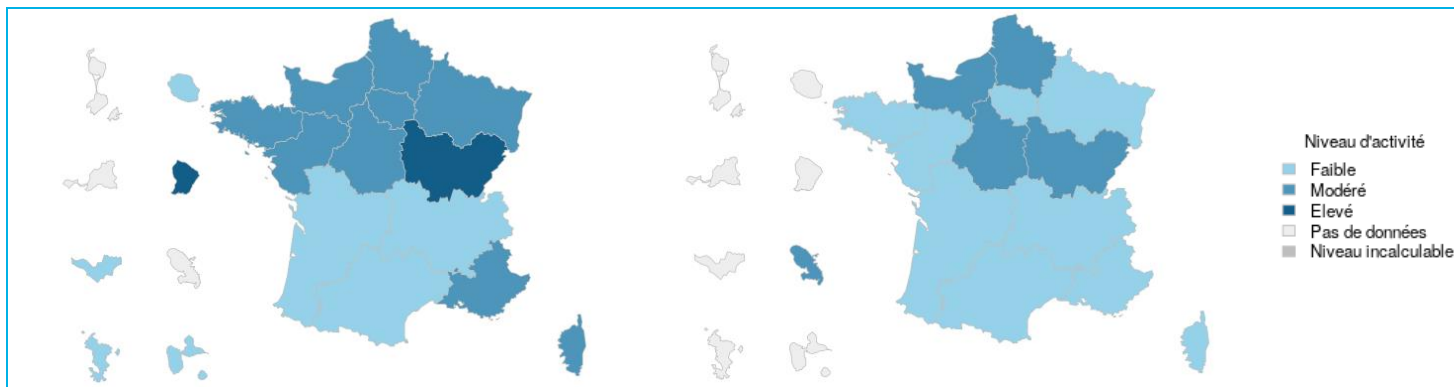 Niveau d'activité
Faible
Modéré
Elevé
Pas de données
Niveau incalculable